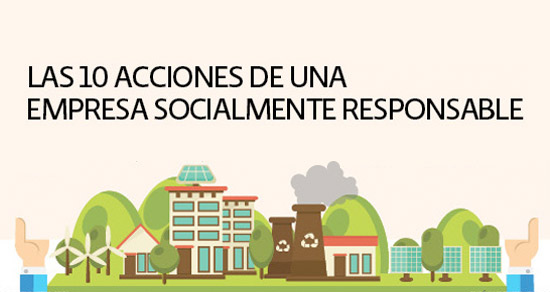 LAS 10 ACCIONES DE UNA
EMPRESA SOCIALMENTE RESPONSABLE